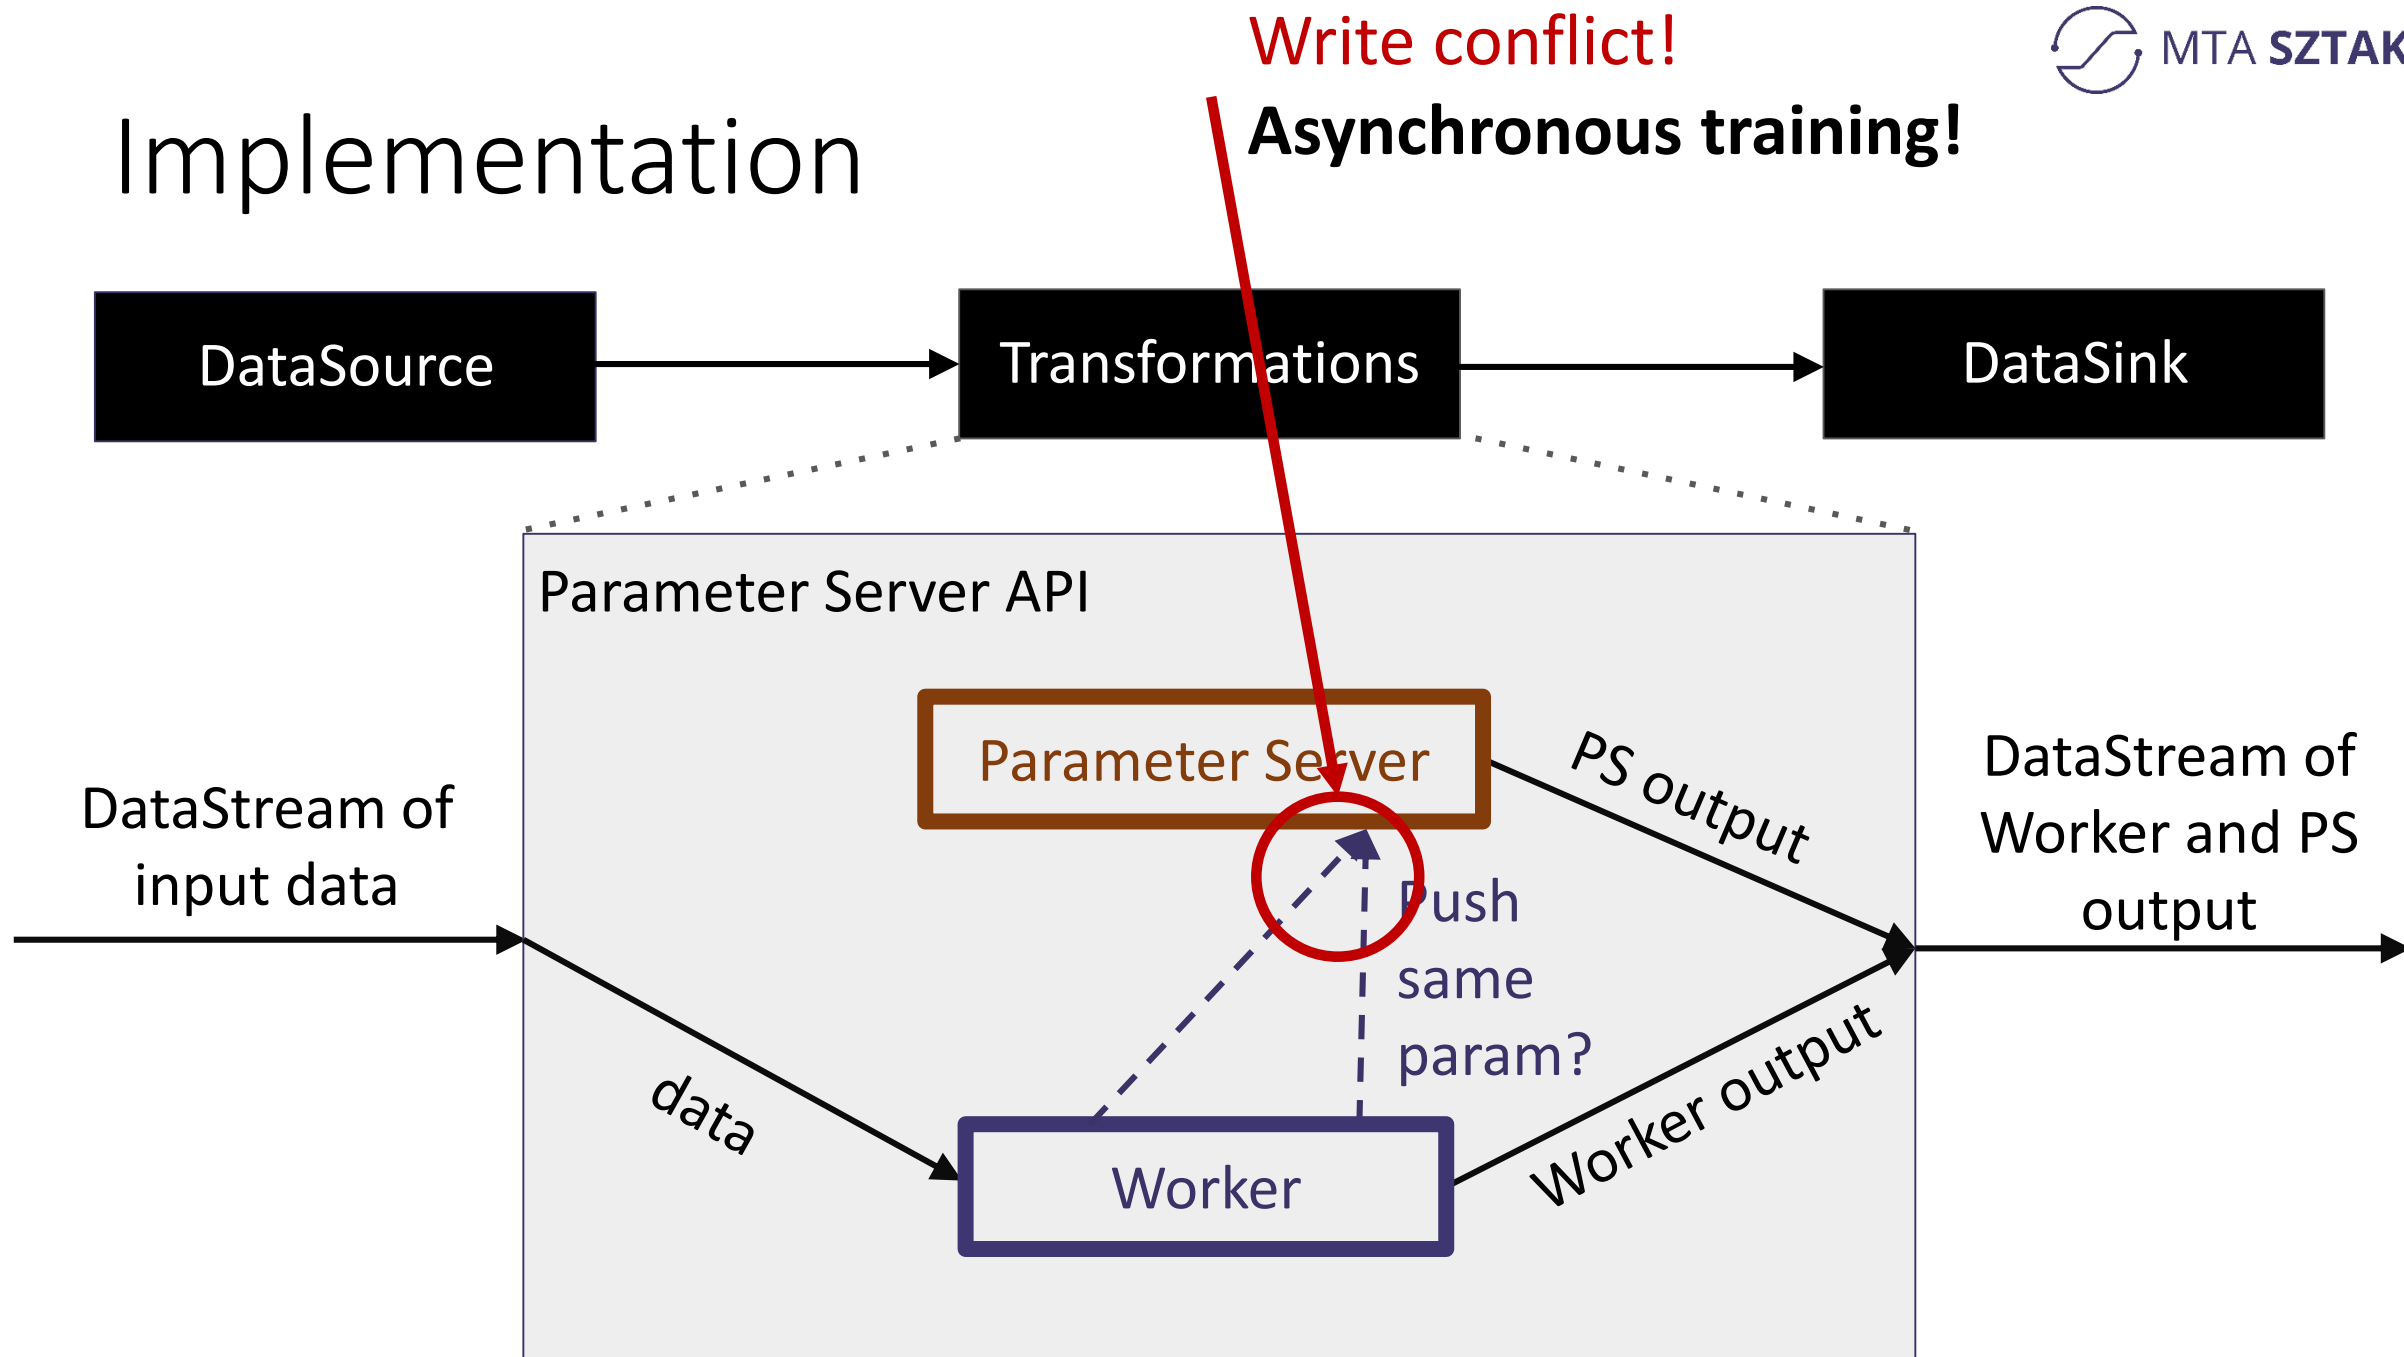 Write conflict!
MTA SZTAK
Asynchronous training!
Implementation
DataSource
Transformations
DataSink
Parameter Server API
Parameter Server
PS output
DataStream of
input data
DataStream of
Worker and PS
output
Push
same
param?
data
Worker
Worker output